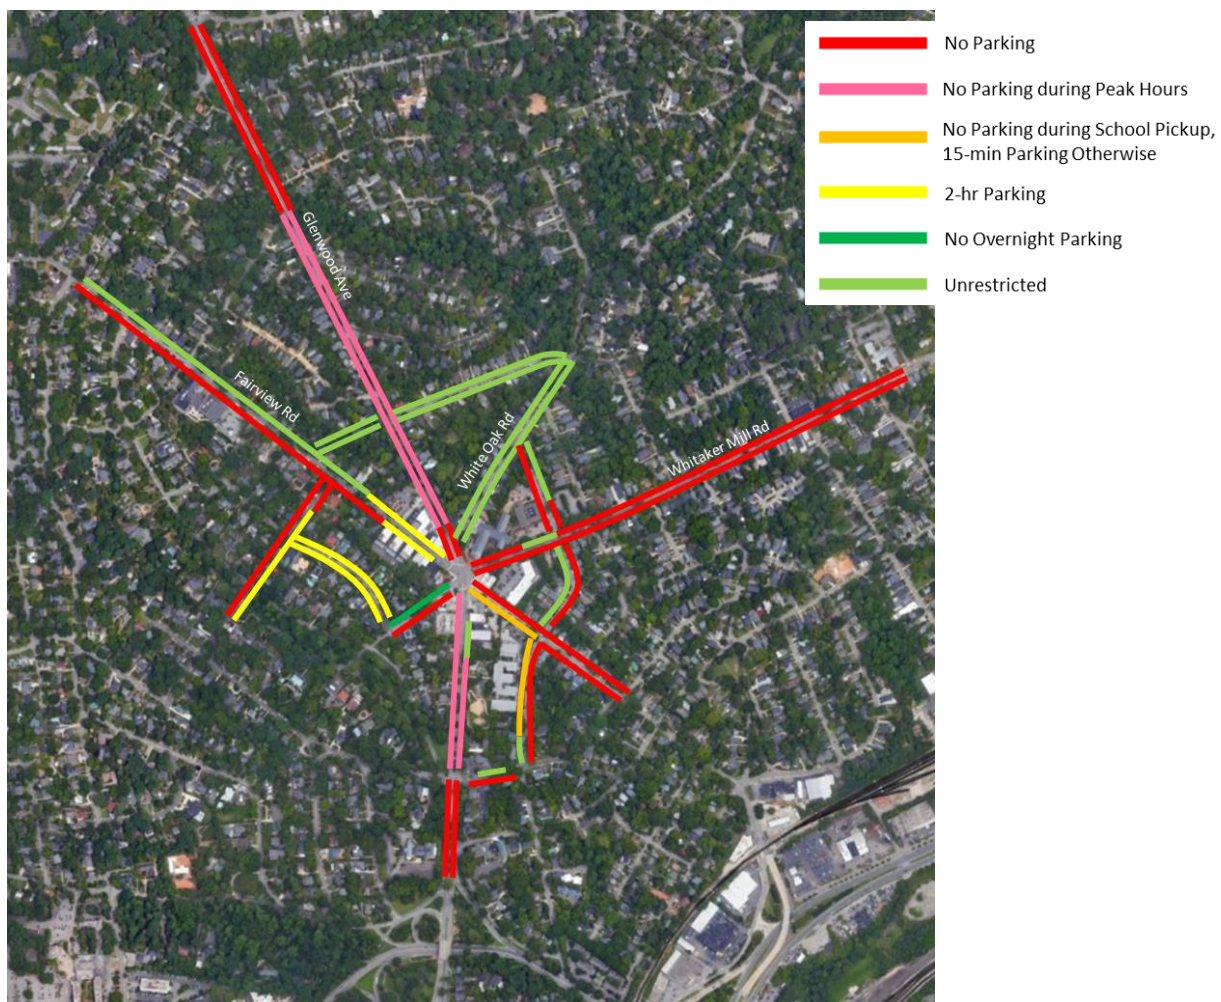 No Parking
No Parking during Peak Hours
No Parking during School Pickup,
15-min Parking Otherwise
2-hr Parking
No Overnight Parking
Unrestricted
Glenwood Ave
Fairview Rd
White Oak Rd
Whitaker Mill Rd